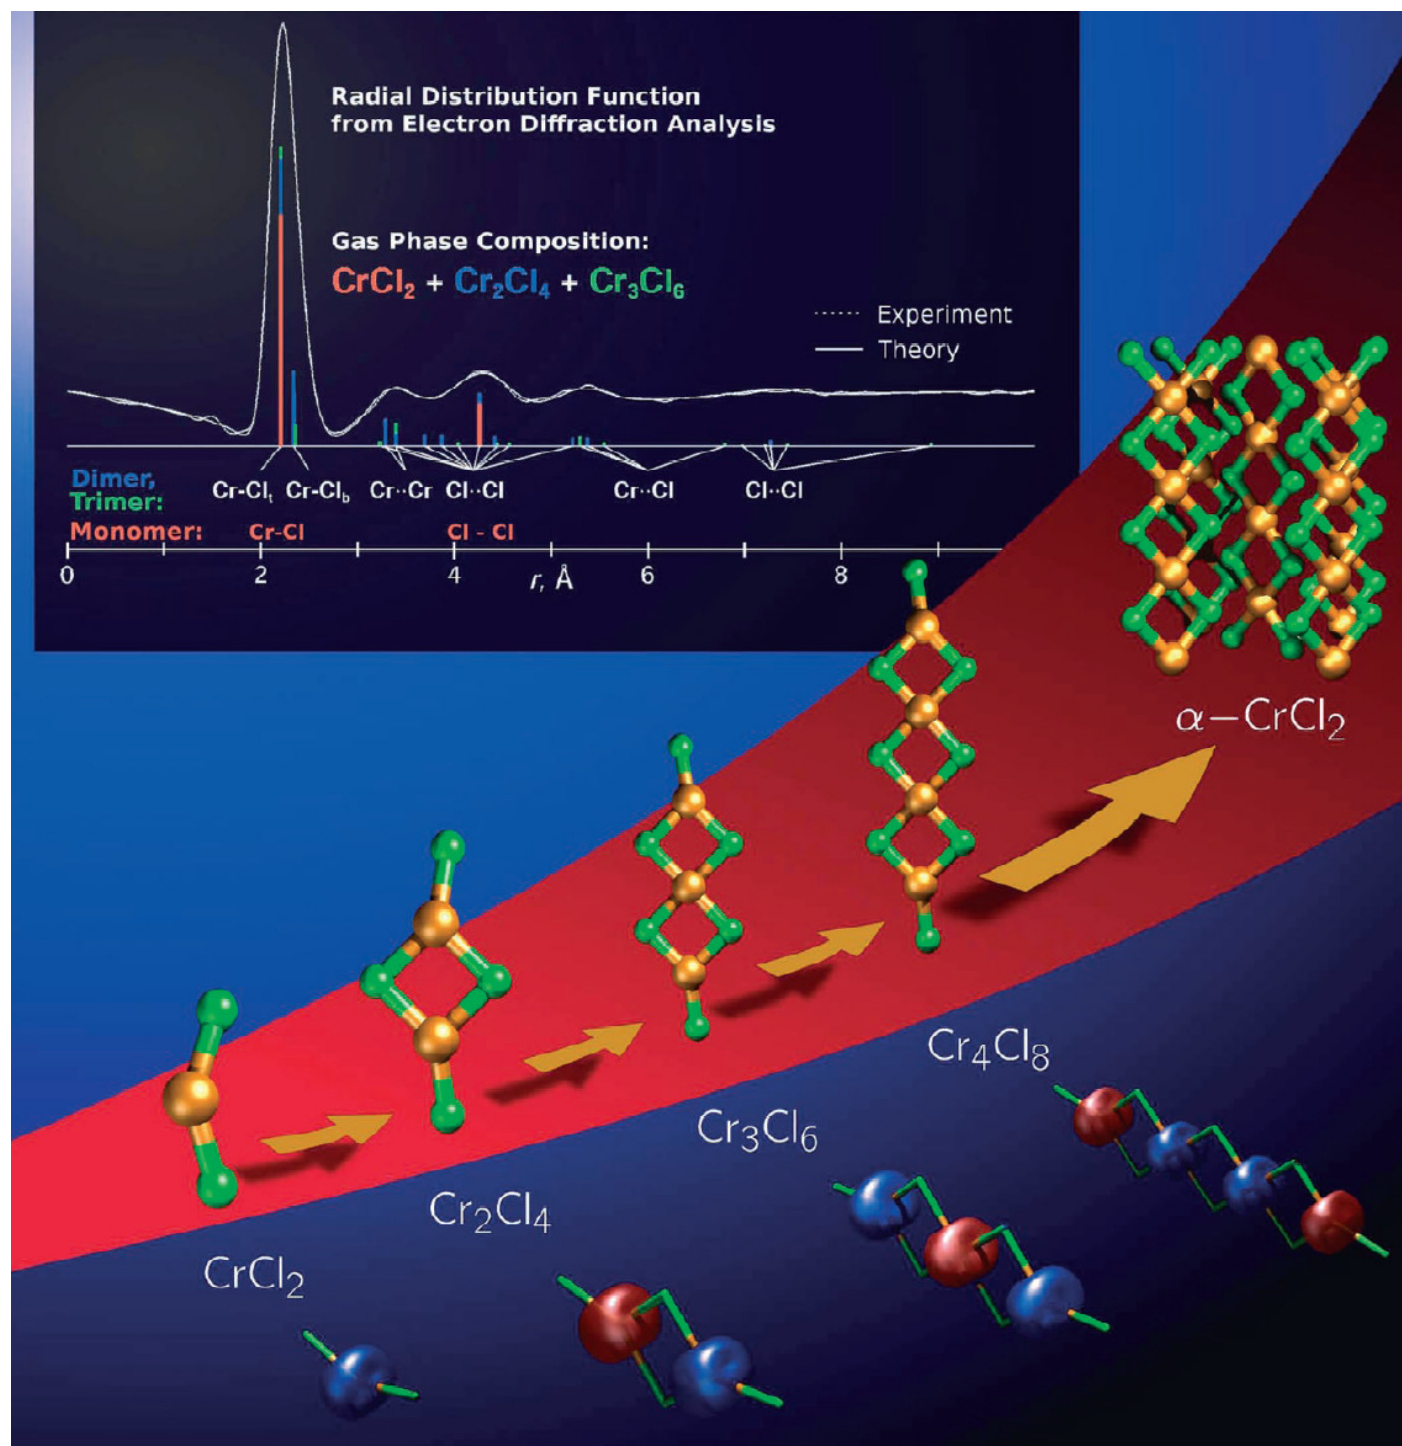 Radial Distribution Function
from Electron Diffraction Analysis
Gas Phase Composition:
CrCl₂ + Cr₂Cl₄ + Cr₃Cl₆
Experiment
Theory
Dimer,
Trimer:
Cr-Clₜ Cr-Cl_b Cr··Cr Cl··Cl Cr··Cl Cl··Cl
Monomer: Cr-Cl Cl - Cl
0 2 4 6 8
r, Å
α−CrCl₂
Cr₄Cl₈
Cr₃Cl₆
Cr₂Cl₄
CrCl₂